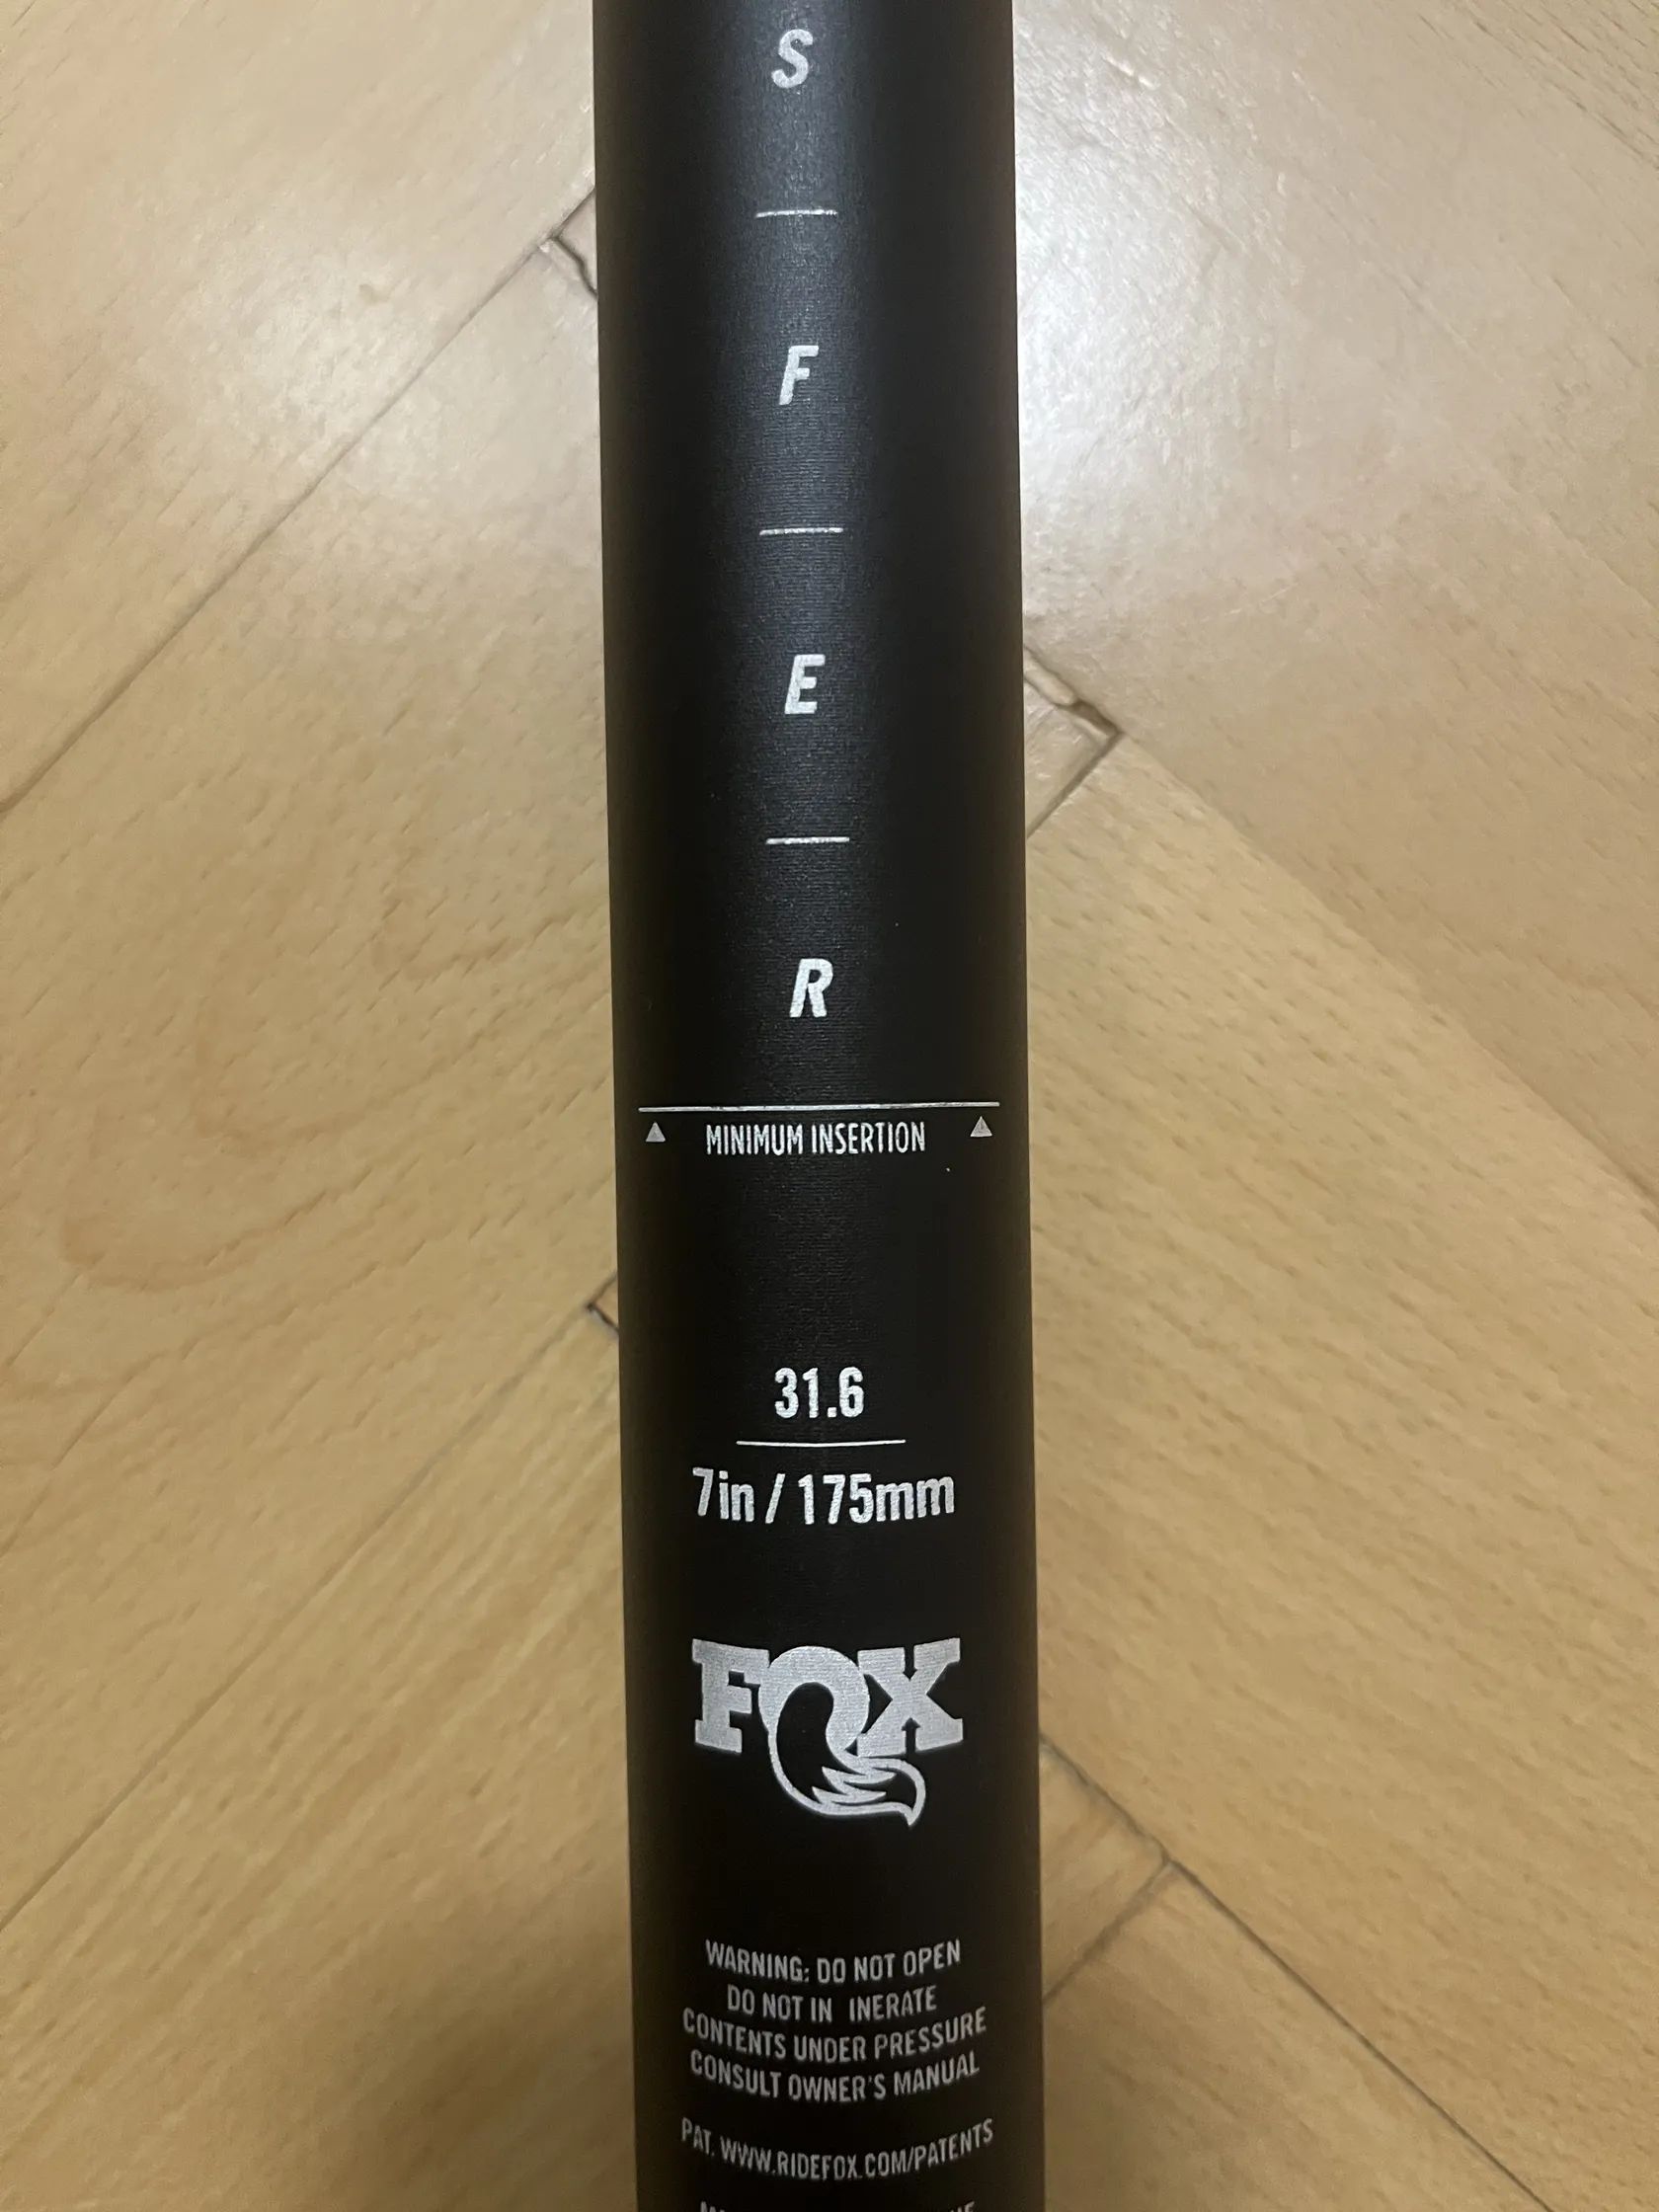 S
F
E
R
MINIMUM INSERTION
31.6
7in / 175mm
FOX
WARNING: DO NOT OPEN
DO NOT IN INERATE
CONTENTS UNDER PRESSURE
CONSULT OWNER'S MANUAL
PAT. WWW.RIDEFOX.COM/PATENTS